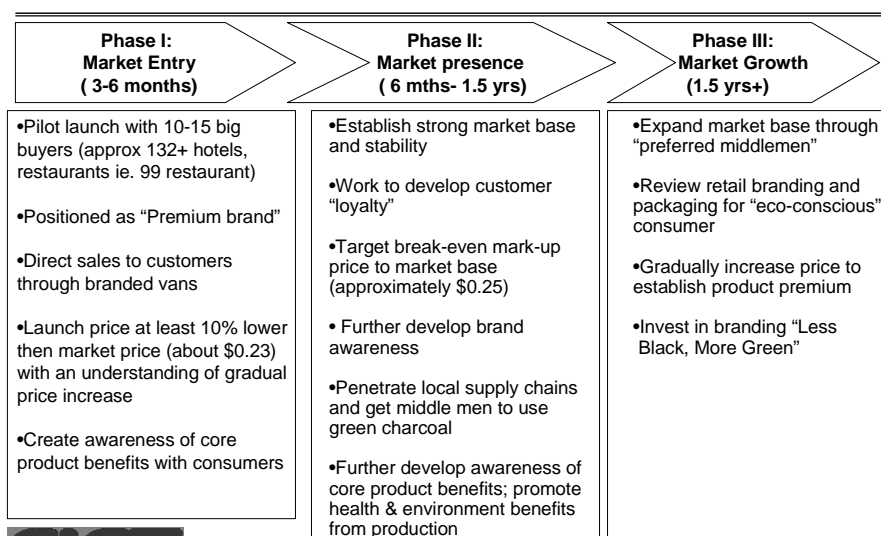 Phase I:
Market Entry
( 3-6 months)
Phase II:
Market presence
( 6 mths- 1.5 yrs)
Phase III:
Market Growth
(1.5 yrs+)
•Pilot launch with 10-15 big
buyers (approx 132+ hotels,
restaurants ie. 99 restaurant)
•Positioned as “Premium brand”
•Direct sales to customers
through branded vans
•Launch price at least 10% lower
then market price (about $0.23)
with an understanding of gradual
price increase
•Create awareness of core
product benefits with consumers
•Establish strong market base
and stability
•Work to develop customer
“loyalty”
•Target break-even mark-up
price to market base
(approximately $0.25)
• Further develop brand
awareness
•Penetrate local supply chains
and get middle men to use
green charcoal
•Further develop awareness of
core product benefits; promote
health & environment benefits
from production
•Expand market base through
“preferred middlemen”
•Review retail branding and
packaging for “eco-conscious”
consumer
•Gradually increase price to
establish product premium
•Invest in branding “Less
Black, More Green”